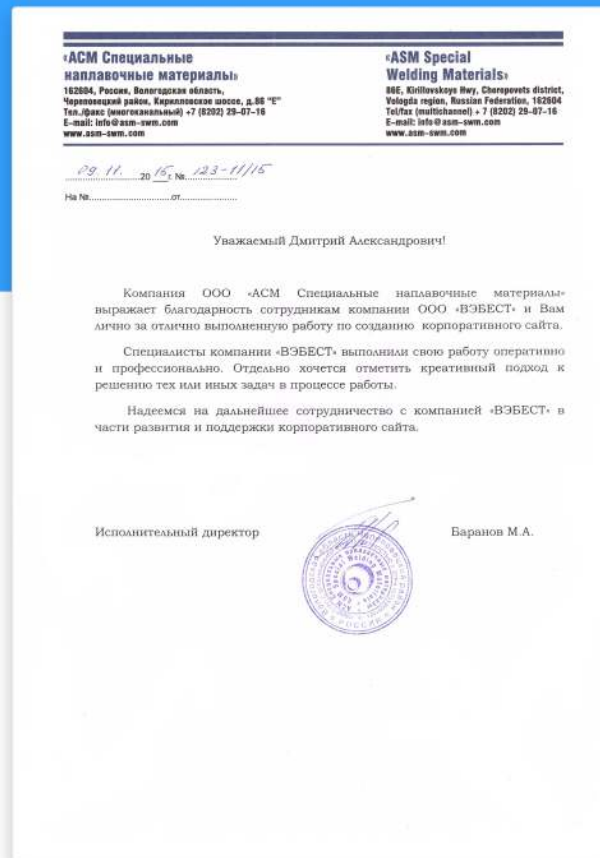 «АСМ Специальные
наплавочные материалы»
162604, Россия, Вологодская область,
Череповецкий район, Кирилловское шоссе, д.86 "Е"
Тел./факс (многоканальный) +7 (8202) 29-07-16
E-mail: info@asm-swm.com
www.asm-swm.com
«ASM Special
Welding Materials»
86E, Kirillovskoye Hwy, Cherepovets district,
Vologda region, Russian Federation, 162604
Tel/fax (multichannel) + 7 (8202) 29-07-16
E-mail: info@asm-swm.com
www.asm-swm.com
09. 11. 20 15 г. № 123-11/15
На №..............................от.....................
Уважаемый Дмитрий Александрович!
Компания ООО «АСМ Специальные наплавочные материалы»
выражает благодарность сотрудникам компании ООО «ВЭБЕСТ» и Вам
лично за отлично выполненную работу по созданию корпоративного сайта.
Специалисты компании «ВЭБЕСТ» выполнили свою работу оперативно
и профессионально. Отдельно хочется отметить креативный подход к
решению тех или иных задач в процессе работы.
Надеемся на дальнейшее сотрудничество с компанией «ВЭБЕСТ» в
части развития и поддержки корпоративного сайта.
Исполнительный директор Баранов М.А.